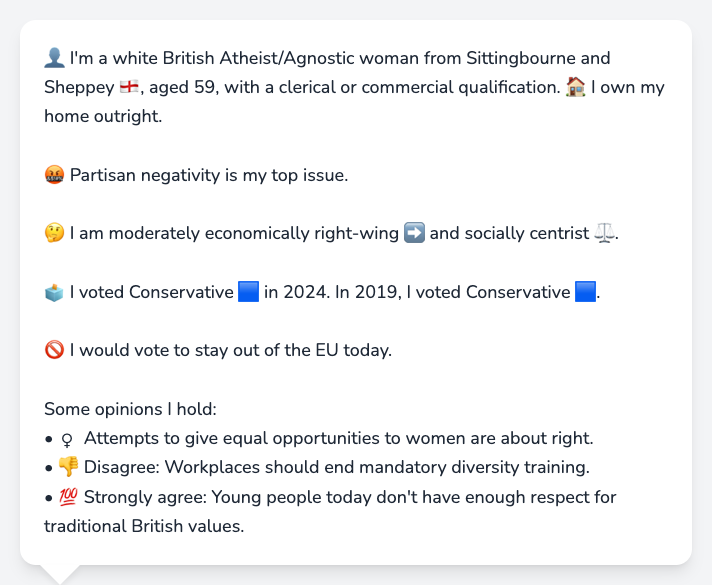 👤 I'm a white British Atheist/Agnostic woman from Sittingbourne and
Sheppey 🏴󠁧󠁢󠁥󠁮󠁧󠁿, aged 59, with a clerical or commercial qualification. 🏠 I own my
home outright.
🤬 Partisan negativity is my top issue.
🤔 I am moderately economically right-wing ➡️ and socially centrist ⚖️.
🗳️ I voted Conservative 🟦 in 2024. In 2019, I voted Conservative 🟦.
🚫 I would vote to stay out of the EU today.
Some opinions I hold:
• ♀ Attempts to give equal opportunities to women are about right.
• 👎 Disagree: Workplaces should end mandatory diversity training.
• 💯 Strongly agree: Young people today don't have enough respect for
traditional British values.